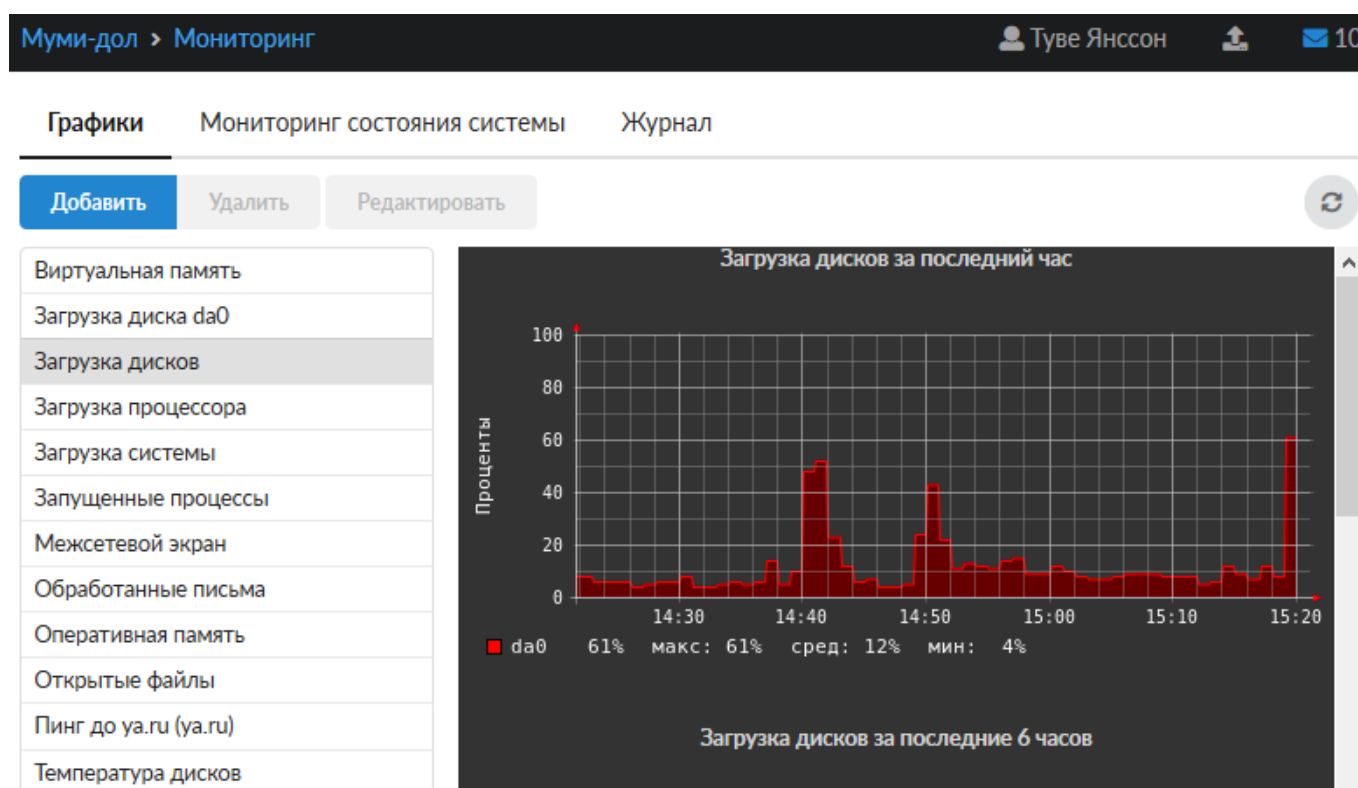 Муми-дол > Мониторинг Туве Янссон 10
Графики Мониторинг состояния системы Журнал
Добавить Удалить Редактировать
Виртуальная память
Загрузка диска da0
Загрузка дисков
Загрузка процессора
Загрузка системы
Запущенные процессы
Межсетевой экран
Обработанные письма
Оперативная память
Открытые файлы
Пинг до ya.ru (ya.ru)
Температура дисков
Загрузка дисков за последний час
Проценты
100
80
60
40
20
0
14:30 14:40 14:50 15:00 15:10 15:20
da0 61% макс: 61% сред: 12% мин: 4%
Загрузка дисков за последние 6 часов